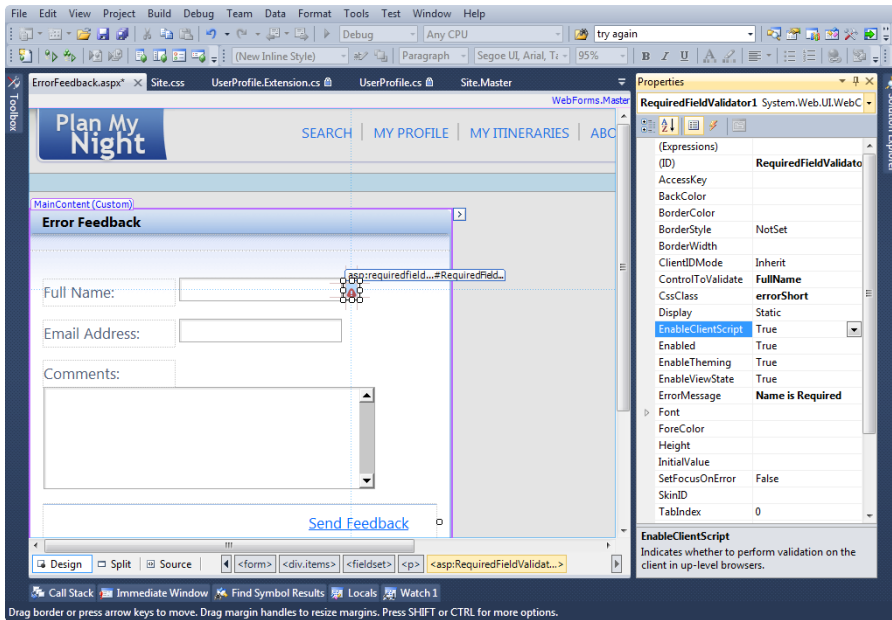 File Edit View Project Build Debug Team Data Format Tools Test Window Help
Debug Any CPU try again
(New Inline Style) Paragraph Segoe UI, Arial, Ta 95% B I U A
Toolbox
ErrorFeedback.aspx* Site.css UserProfile.Extension.cs UserProfile.cs Site.Master
WebForms.Master
Plan My
Night
SEARCH MY PROFILE MY ITINERARIES ABO
MainContent (Custom)
Error Feedback
asp:requiredfield...#RequiredField...
Full Name:
Email Address:
Comments:
Send Feedback
Design Split Source <form> <div.items> <fieldset> <p> <asp:RequiredFieldValidat...>
Properties
RequiredFieldValidator1 System.Web.UI.WebC
(Expressions)
(ID) RequiredFieldValidato
AccessKey
BackColor
BorderColor
BorderStyle NotSet
BorderWidth
ClientIDMode Inherit
ControlToValidate FullName
CssClass errorShort
Display Static
EnableClientScript True
Enabled True
EnableTheming True
EnableViewState True
ErrorMessage Name is Required
Font
ForeColor
Height
InitialValue
SetFocusOnError False
SkinID
TabIndex 0
EnableClientScript
Indicates whether to perform validation on the
client in up-level browsers.
Call Stack Immediate Window Find Symbol Results Locals Watch 1
Drag border or press arrow keys to move. Drag margin handles to resize margins. Press SHIFT or CTRL for more options.